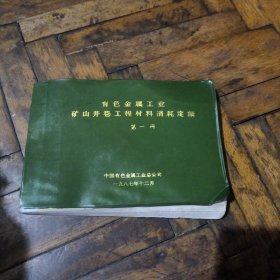 有色金属工业
矿山井巷工程材料消耗定额
第一册
中国有色金属工业总公司
一九八七年十二月